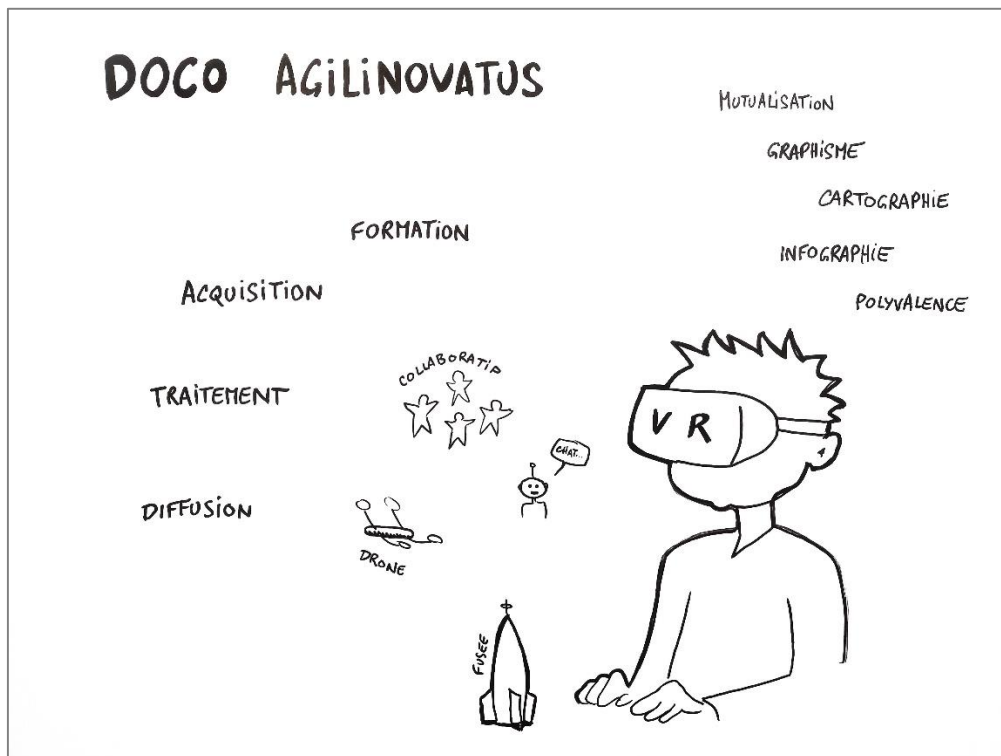 DOCO AGILINOVATUS
MUTUALISATION
GRAPHISME
CARTOGRAPHIE
INFOGRAPHIE
POLYVALENCE
FORMATION
ACQUISITION
TRAITEMENT
DIFFUSION
COLLABORATIF
CHAT...
VR
DRONE
FUSEE